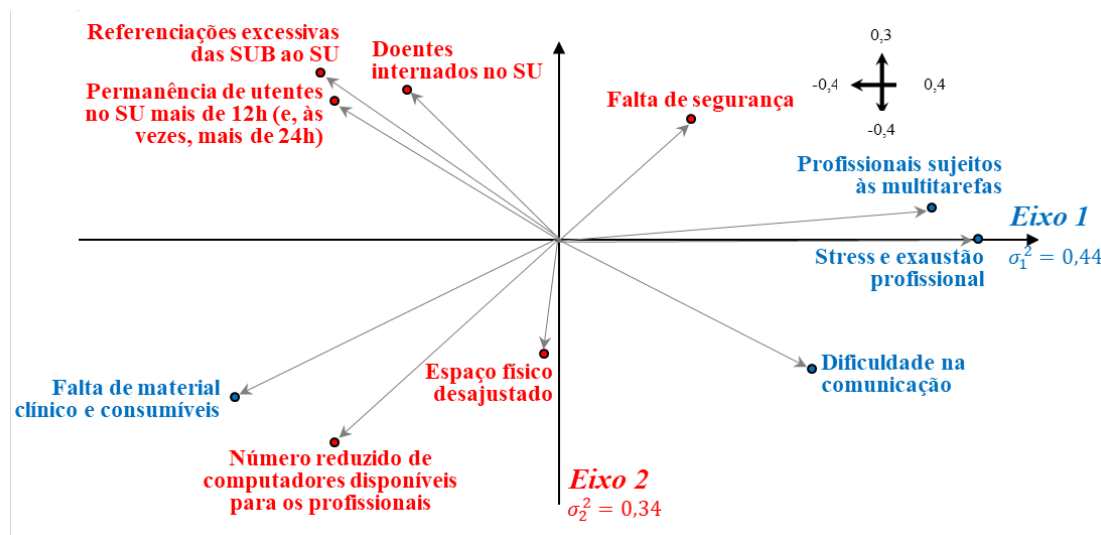 Referenciações excessivas
das SUB ao SU
Doentes
internados no SU
Permanência de utentes
no SU mais de 12h (e, às
vezes, mais de 24h)
Falta de segurança
0,3
-0,4
0,4
-0,4
Profissionais sujeitos
às multitarefas
Eixo 1
σ₁² = 0,44
Stress e exaustão
profissional
Dificuldade na
comunicação
Espaço físico
desajustado
Falta de material
clínico e consumíveis
Número reduzido de
computadores disponíveis
para os profissionais
Eixo 2
σ₂² = 0,34